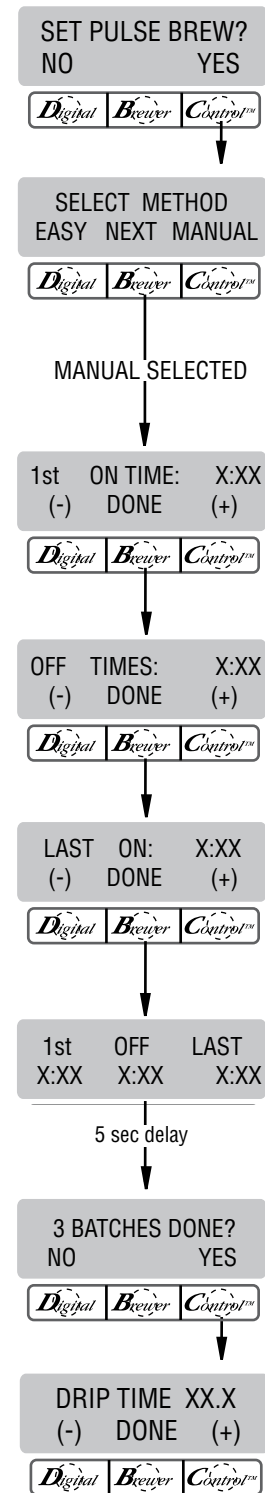 SET PULSE BREW?
NO YES
Digital Brewer Control™
SELECT METHOD
EASY NEXT MANUAL
Digital Brewer Control™
MANUAL SELECTED
1st ON TIME: X:XX
(-) DONE (+)
Digital Brewer Control™
OFF TIMES: X:XX
(-) DONE (+)
Digital Brewer Control™
LAST ON: X:XX
(-) DONE (+)
Digital Brewer Control™
1st OFF LAST
X:XX X:XX X:XX
5 sec delay
3 BATCHES DONE?
NO YES
Digital Brewer Control™
DRIP TIME XX.X
(-) DONE (+)
Digital Brewer Control™